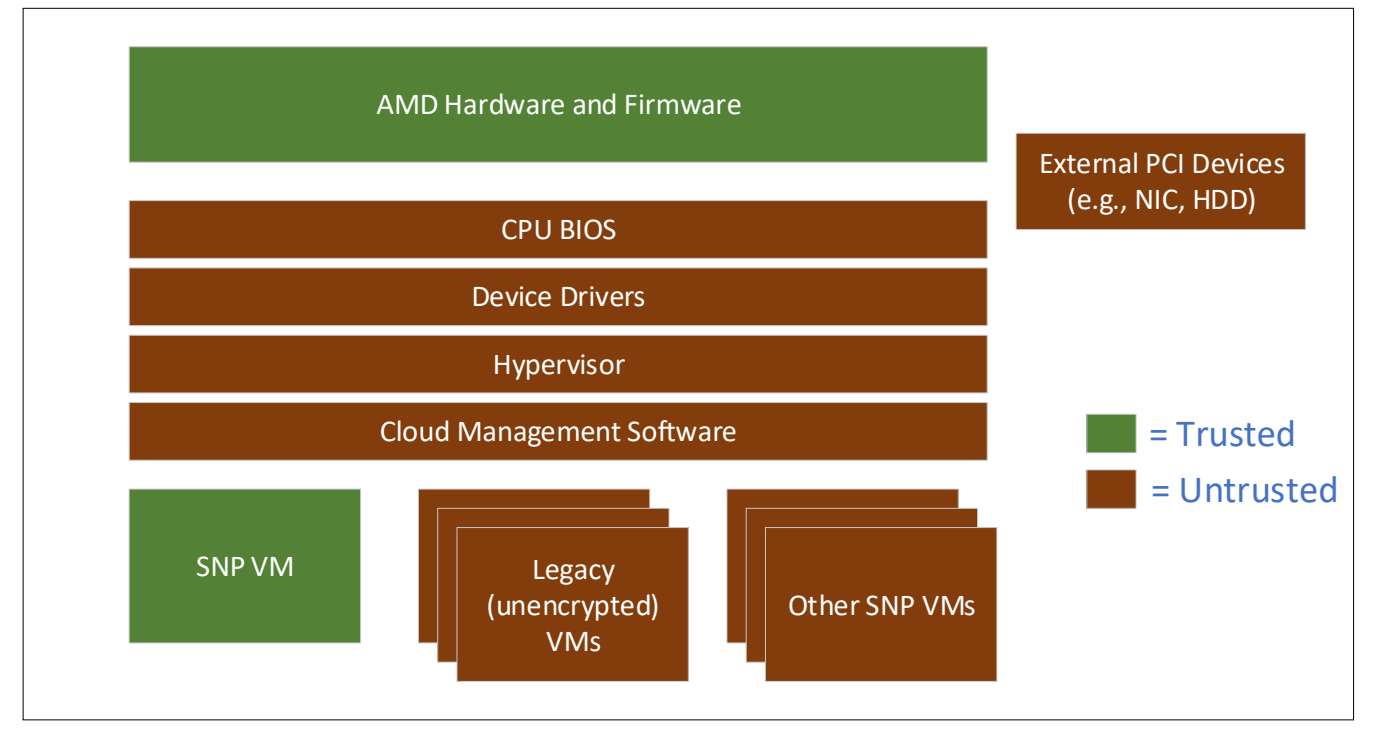 AMD Hardware and Firmware
External PCI Devices
(e.g., NIC, HDD)
CPU BIOS
Device Drivers
Hypervisor
Cloud Management Software
= Trusted
= Untrusted
SNP VM
Legacy
(unencrypted)
VMs
Other SNP VMs